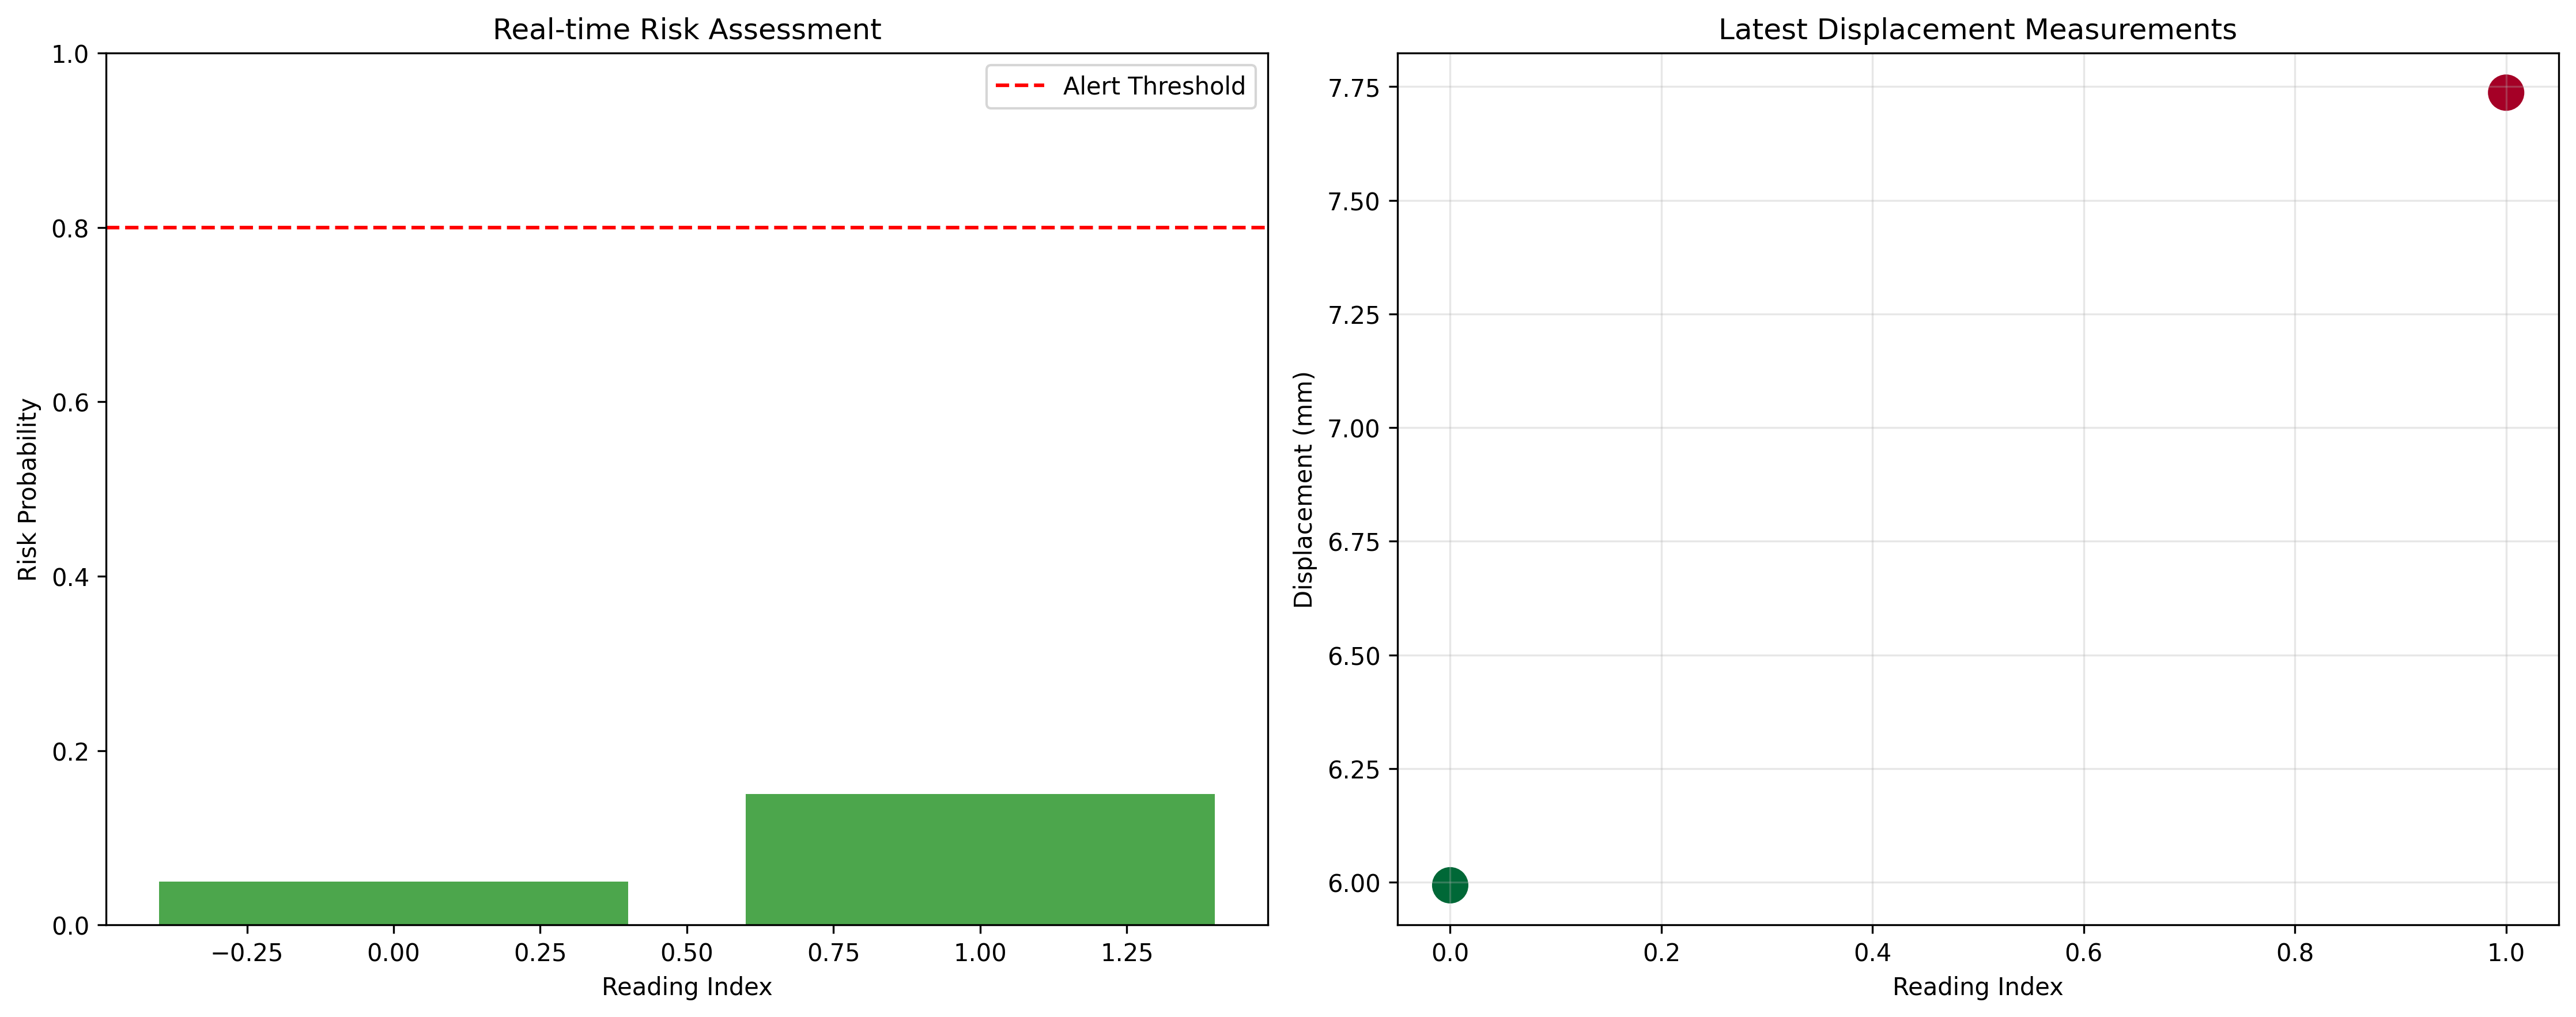 Real-time Risk Assessment
Alert Threshold
Risk Probability
1.0
0.8
0.6
0.4
0.2
0.0
−0.25 0.00 0.25 0.50 0.75 1.00 1.25
Reading Index
Latest Displacement Measurements
Displacement (mm)
7.75
7.50
7.25
7.00
6.75
6.50
6.25
6.00
0.0 0.2 0.4 0.6 0.8 1.0
Reading Index